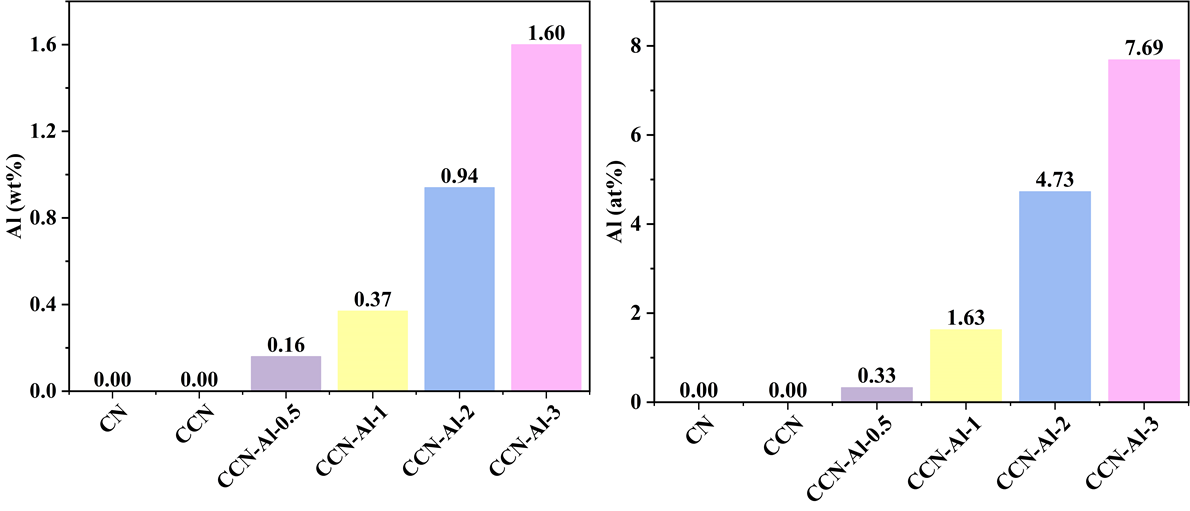 Al (wt%)
1.6
1.2
0.8
0.4
0.0
0.00
0.00
0.16
0.37
0.94
1.60
CN
CCN
CCN-Al-0.5
CCN-Al-1
CCN-Al-2
CCN-Al-3
Al (at%)
8
6
4
2
0
0.00
0.00
0.33
1.63
4.73
7.69
CN
CCN
CCN-Al-0.5
CCN-Al-1
CCN-Al-2
CCN-Al-3